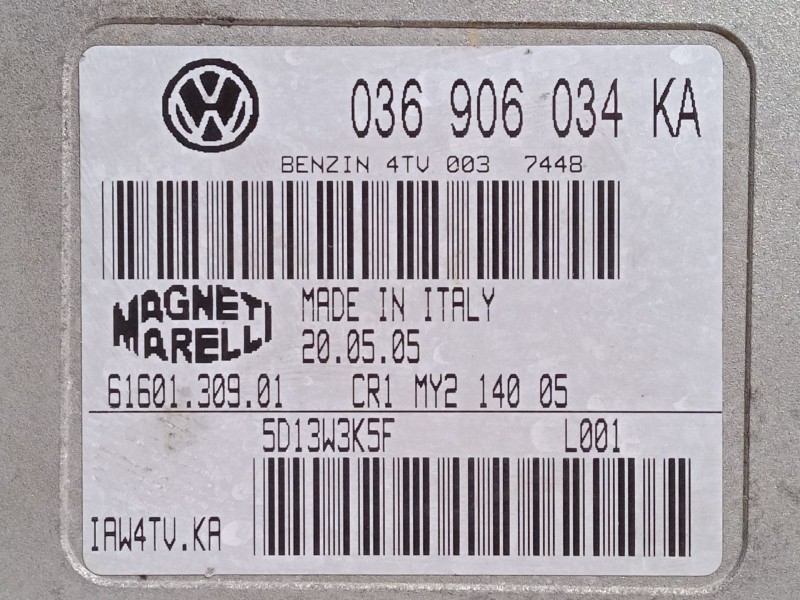 VW
036 906 034 KA
BENZIN 4TV 003 7448
MAGNETI MARELLI
MADE IN ITALY
20.05.05
61601.309.01 CR1 MY2 140 05
5D13W3K5F L001
IAW4TV.KA